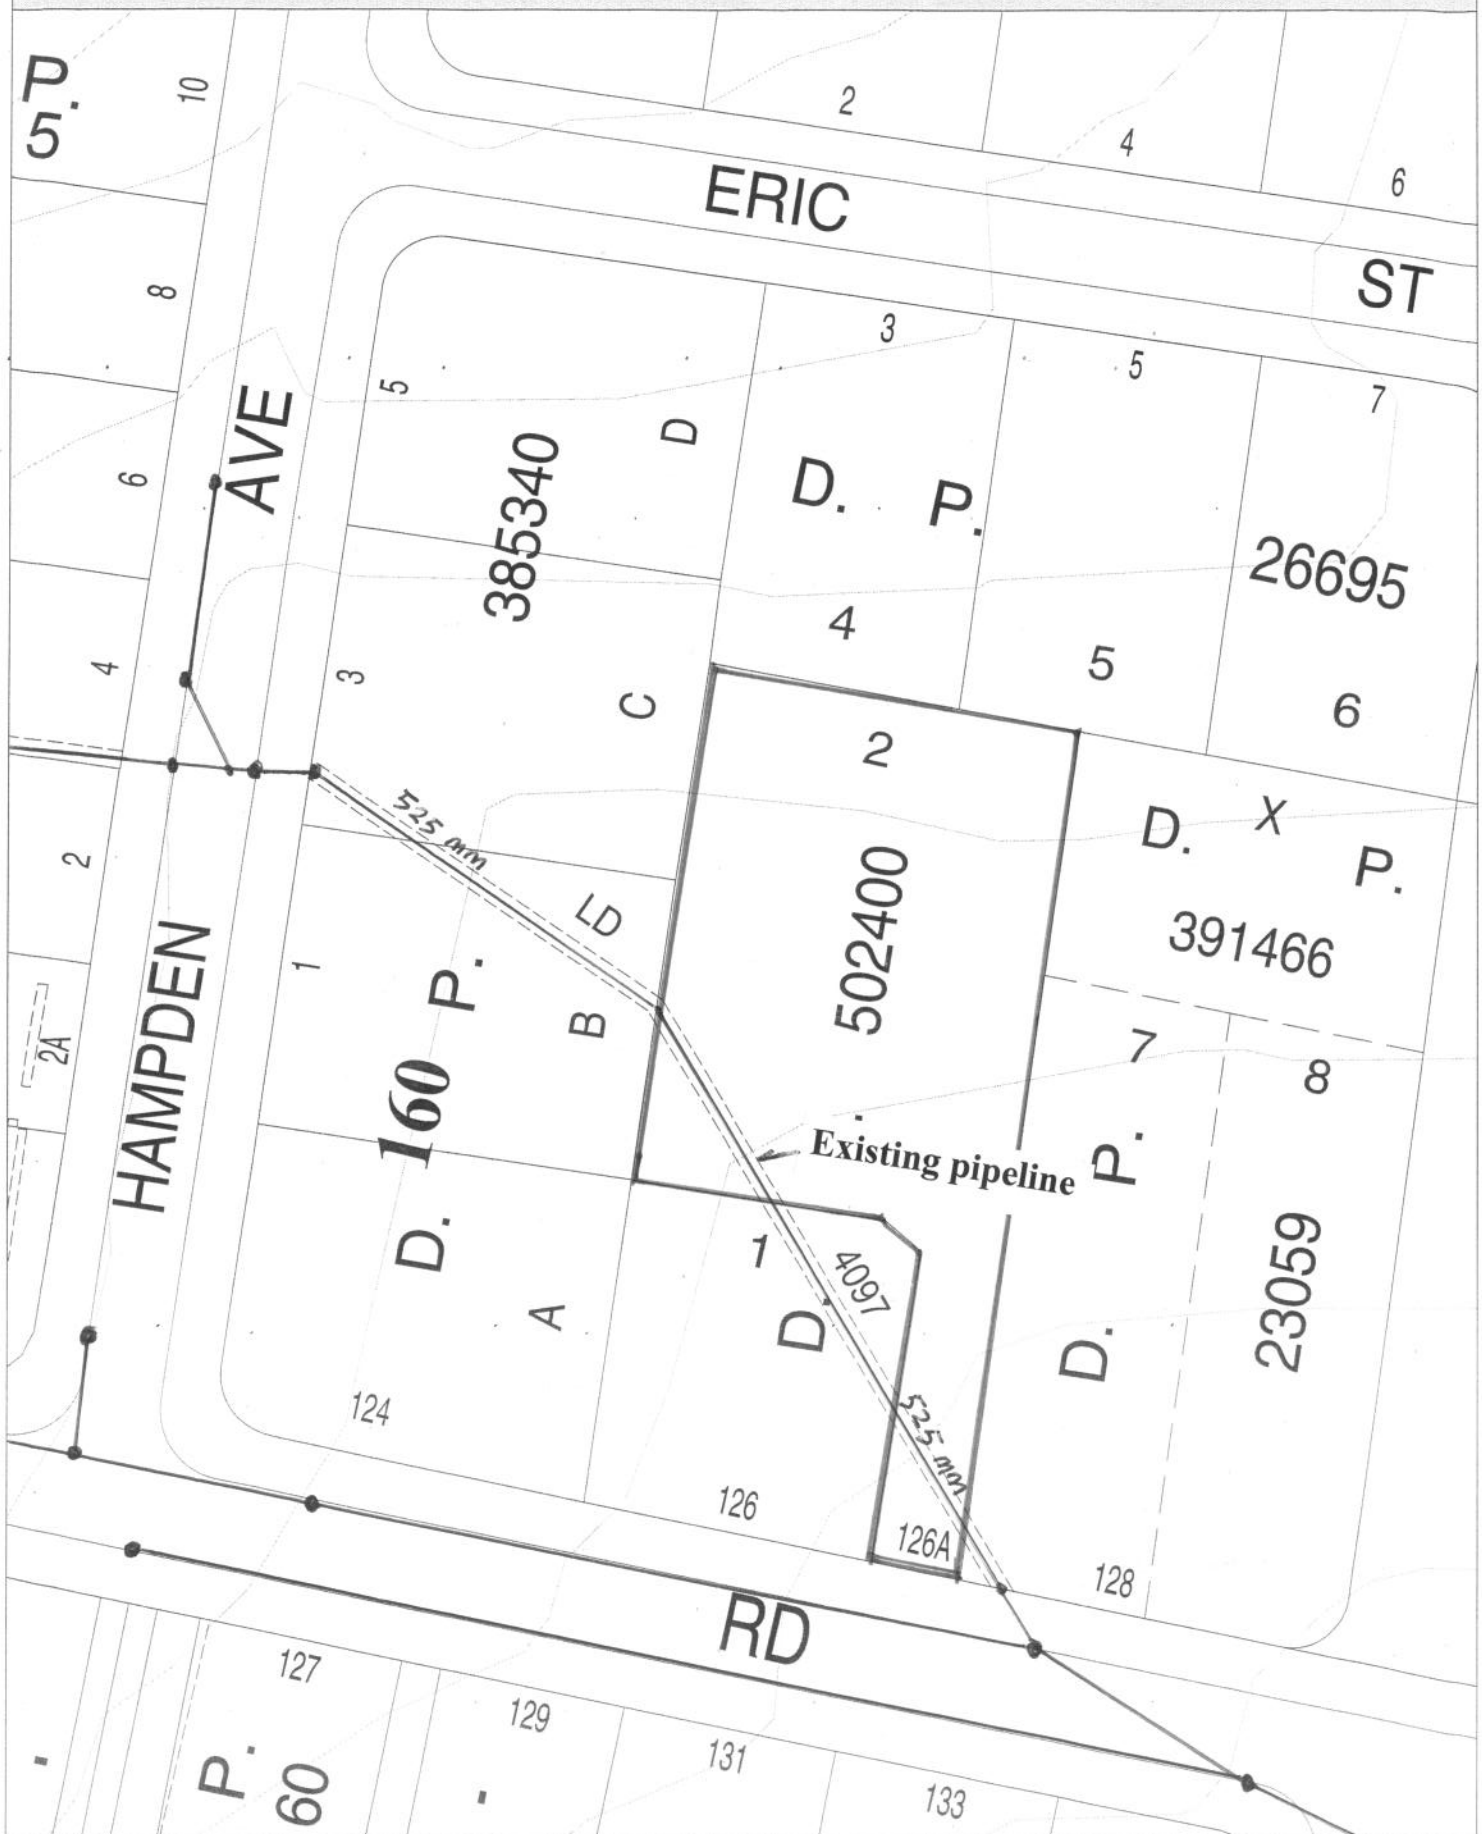 P.
5
10
2
4
6
ERIC
ST
8
3
5
7
5
AVE
D
6
385340
D. P.
26695
4
4
3
5
6
C
2
525 mm
X
D. P.
2
LD
502400
391466
HAMPDEN
1
P.
B
7
8
2A
160
Existing pipeline
P.
D.
1
4097
23059
A
D.
D.
124
525 mm
126
126A
128
RD
127
129
131
133
P.
60